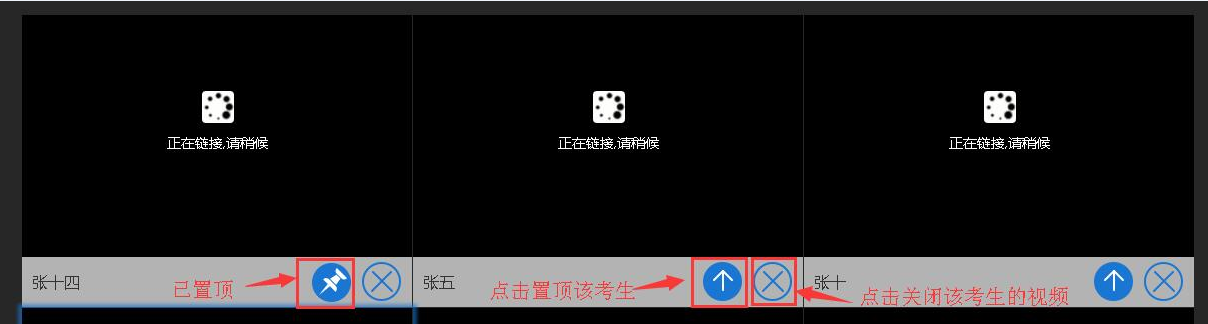 正在链接,请稍候
正在链接,请稍候
正在链接,请稍候
张十四
已置顶
张五
点击置顶该考生
张十
点击关闭该考生的视频